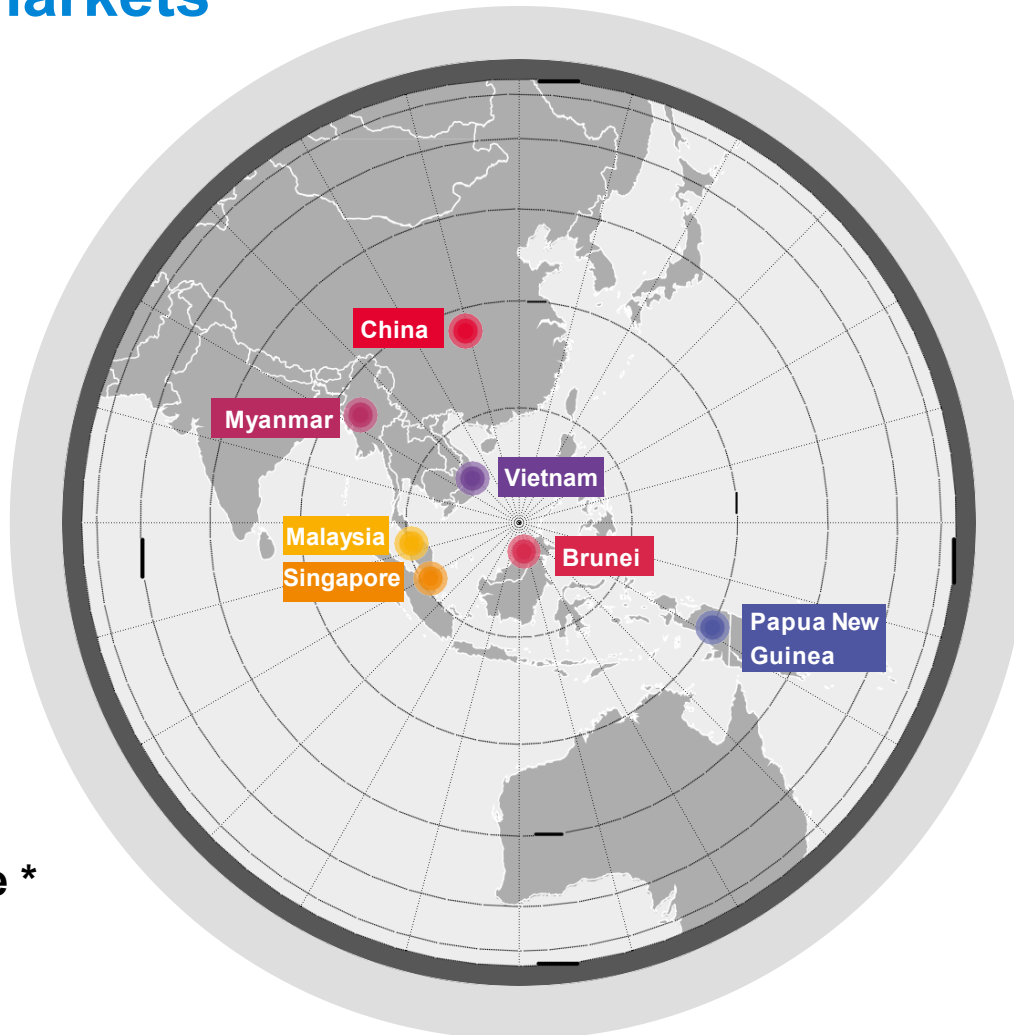 arkets
China
Myanmar
Vietnam
Malaysia
Brunei
Singapore
Papua New
Guinea
e *